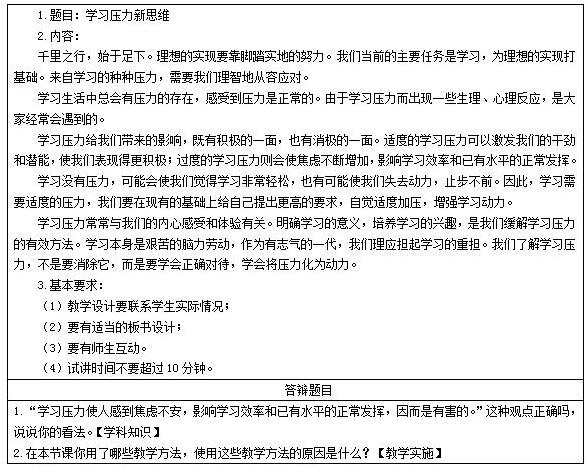 1.题目：学习压力新思维
2.内容：
千里之行，始于足下。理想的实现要靠脚踏实地的努力。我们当前的主要任务是学习，为理想的实现打
基础。来自学习的种种压力，需要我们理智地从容应对。
学习生活中总会有压力的存在，感受到压力是正常的。由于学习压力而出现一些生理、心理反应，是大
家经常会遇到的。
学习压力给我们带来的影响，既有积极的一面，也有消极的一面。适度的学习压力可以激发我们的干劲
和潜能，使我们表现得更积极；过度的学习压力则会使焦虑不断增加，影响学习效率和已有水平的正常发挥。
学习没有压力，可能会使我们觉得学习非常轻松，也有可能使我们失去动力，止步不前。因此，学习需
要适度的压力，我们要在现有的基础上给自己提出更高的要求，自觉适度加压，增强学习动力。
学习压力常常与我们的内心感受和体验有关。明确学习的意义，培养学习的兴趣，是我们缓解学习压力
的有效方法。学习本身是艰苦的脑力劳动，作为有志气的一代，我们理应担起学习的重担。我们了解学习压
力，不是要消除它，而是要学会正确对待，学会将压力化为动力。
3.基本要求：
（1）教学设计要联系学生实际情况；
（2）要有适当的板书设计；
（3）要有师生互动。
（4）试讲时间不要超过10分钟。
答辩题目
1.“学习压力使人感到焦虑不安，影响学习效率和已有水平的正常发挥，因而是有害的。”这种观点正确吗，
说说你的看法。【学科知识】
2.在本节课你用了哪些教学方法，使用这些教学方法的原因是什么？【教学实施】